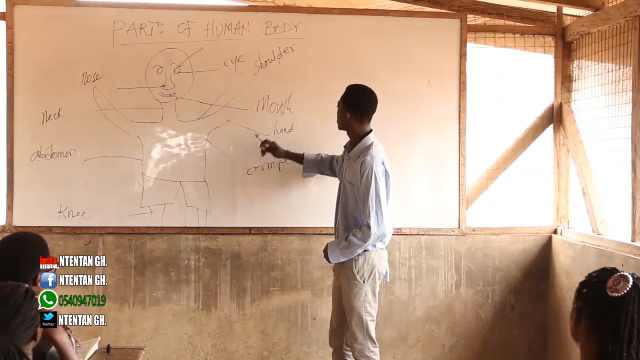 PARTS OF HUMAN BODY
eye
Shoulder
Nose
Mouth
Neck
hand
abdomen
Knee
NTENTAN GH.
NTENTAN GH.
0540947019
NTENTAN GH.
Twitter